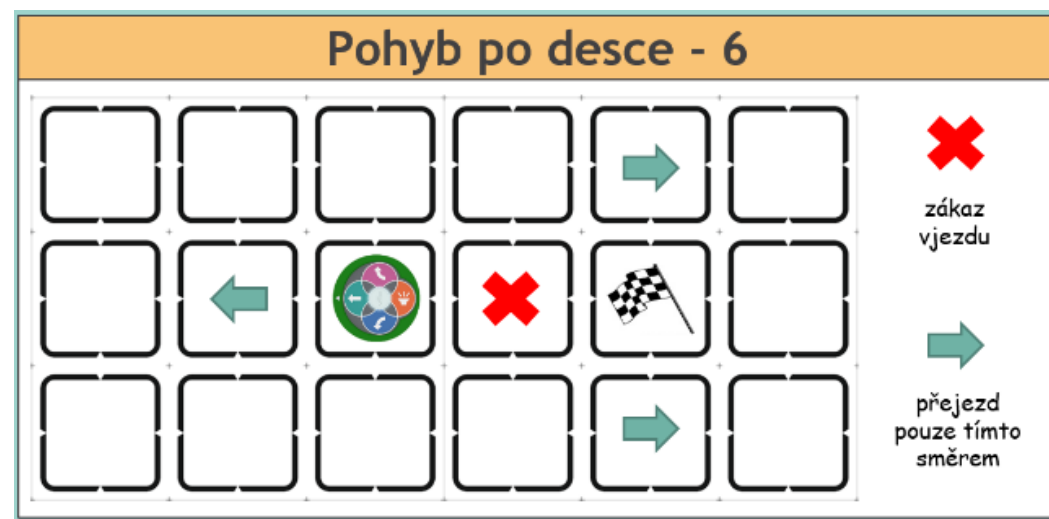 Pohyb po desce - 6
zákaz
vjezdu
přejezd
pouze tímto
směrem